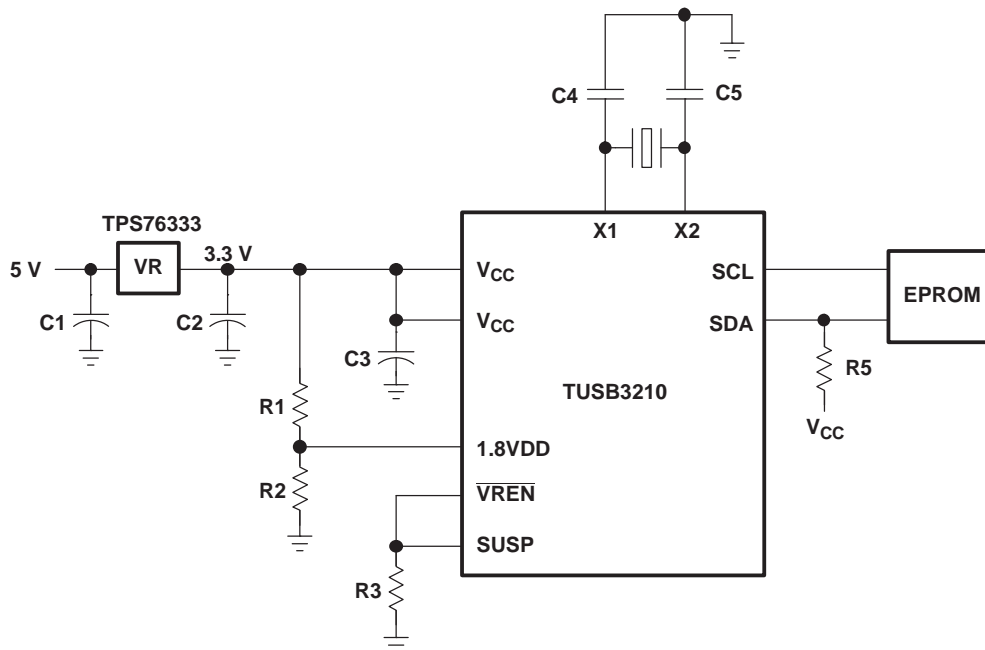 C4
C5
X1
X2
TPS76333
5 V
VR
3.3 V
C1
C2
C3
VCC
VCC
SCL
SDA
EPROM
R5
VCC
TUSB3210
R1
R2
1.8VDD
VREN
SUSP
R3